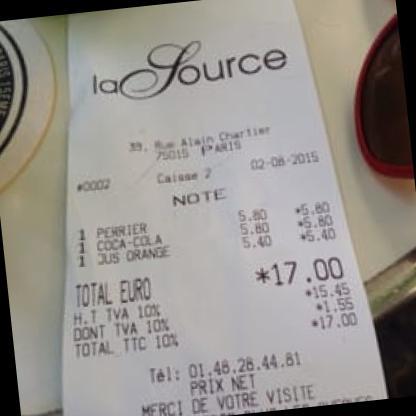 la Source
39, Rue Alain Chartier
75015 PARIS
#0002 Caisse 2 02-08-2015
NOTE
1 PERRIER 5.80 *5.80
1 COCA-COLA 5.80 *5.80
1 JUS ORANGE 5.40 *5.40
TOTAL EURO *17.00
H.T TVA 10% *15.45
DONT TVA 10% *1.55
TOTAL TTC 10% *17.00
Tél: 01.48.28.44.81
PRIX NET
MERCI DE VOTRE VISITE